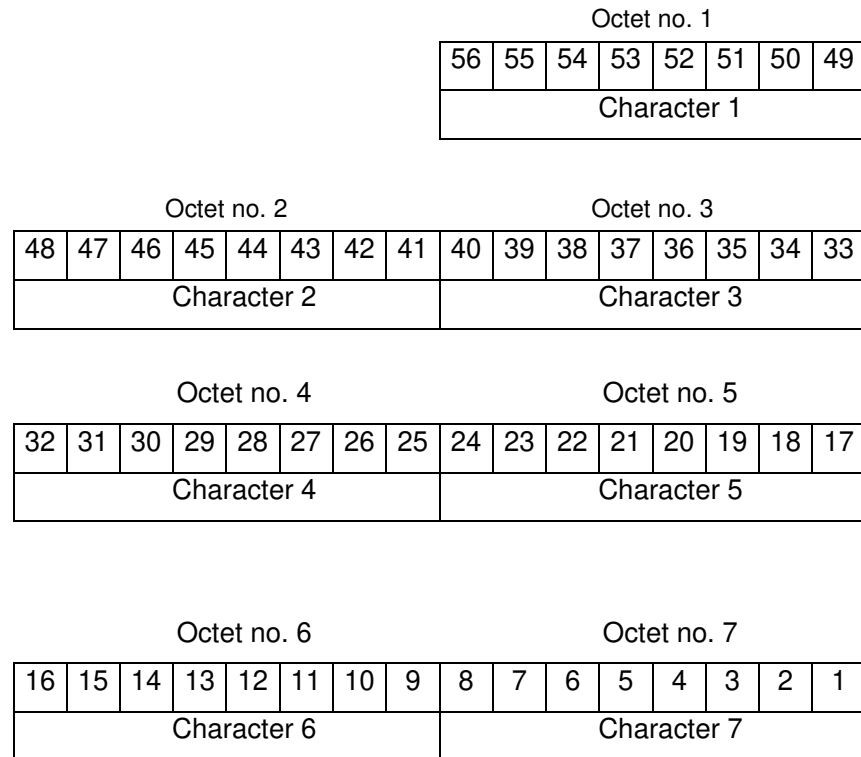 Octet no. 1
56 55 54 53 52 51 50 49
Character 1
Octet no. 2 Octet no. 3
48 47 46 45 44 43 42 41 40 39 38 37 36 35 34 33
Character 2 Character 3
Octet no. 4 Octet no. 5
32 31 30 29 28 27 26 25 24 23 22 21 20 19 18 17
Character 4 Character 5
Octet no. 6 Octet no. 7
16 15 14 13 12 11 10 9 8 7 6 5 4 3 2 1
Character 6 Character 7